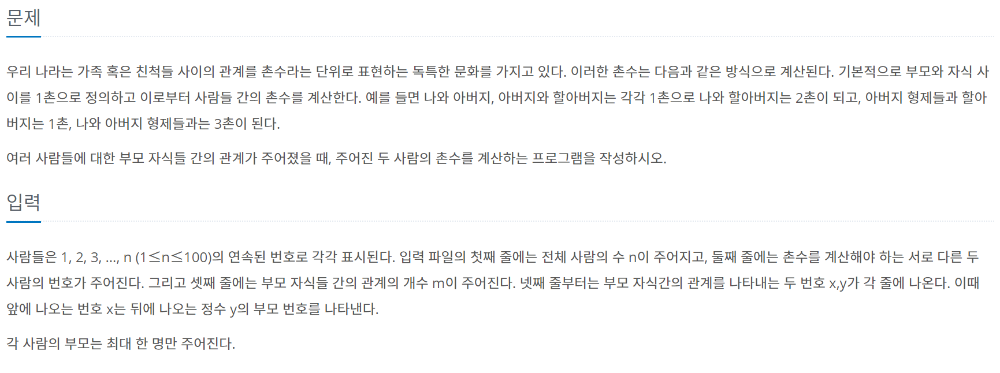 문제
우리 나라는 가족 혹은 친척들 사이의 관계를 촌수라는 단위로 표현하는 독특한 문화를 가지고 있다. 이러한 촌수는 다음과 같은 방식으로 계산된다. 기본적으로 부모와 자식 사
이를 1촌으로 정의하고 이로부터 사람들 간의 촌수를 계산한다. 예를 들면 나와 아버지, 아버지와 할아버지는 각각 1촌으로 나와 할아버지는 2촌이 되고, 아버지 형제들과 할아
버지는 1촌, 나와 아버지 형제들과는 3촌이 된다.
여러 사람들에 대한 부모 자식들 간의 관계가 주어졌을 때, 주어진 두 사람의 촌수를 계산하는 프로그램을 작성하시오.
입력
사람들은 1, 2, 3, …, n (1≤n≤100)의 연속된 번호로 각각 표시된다. 입력 파일의 첫째 줄에는 전체 사람의 수 n이 주어지고, 둘째 줄에는 촌수를 계산해야 하는 서로 다른 두
사람의 번호가 주어진다. 그리고 셋째 줄에는 부모 자식들 간의 관계의 개수 m이 주어진다. 넷째 줄부터는 부모 자식간의 관계를 나타내는 두 번호 x,y가 각 줄에 나온다. 이때
앞에 나오는 번호 x는 뒤에 나오는 정수 y의 부모 번호를 나타낸다.
각 사람의 부모는 최대 한 명만 주어진다.